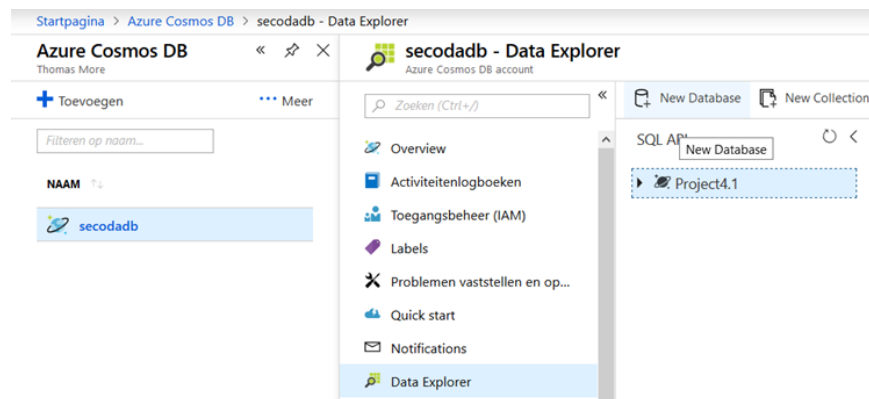 Startpagina > Azure Cosmos DB > secodadb - Data Explorer
Azure Cosmos DB
Thomas More
Toevoegen
Meer
Filteren op naam...
NAAM
secodadb
secodadb - Data Explorer
Azure Cosmos DB account
Zoeken (Ctrl+/)
Overview
Activiteitenlogboeken
Toegangsbeheer (IAM)
Labels
Problemen vaststellen en op...
Quick start
Notifications
Data Explorer
New Database
New Collection
SQL API
New Database
Project4.1